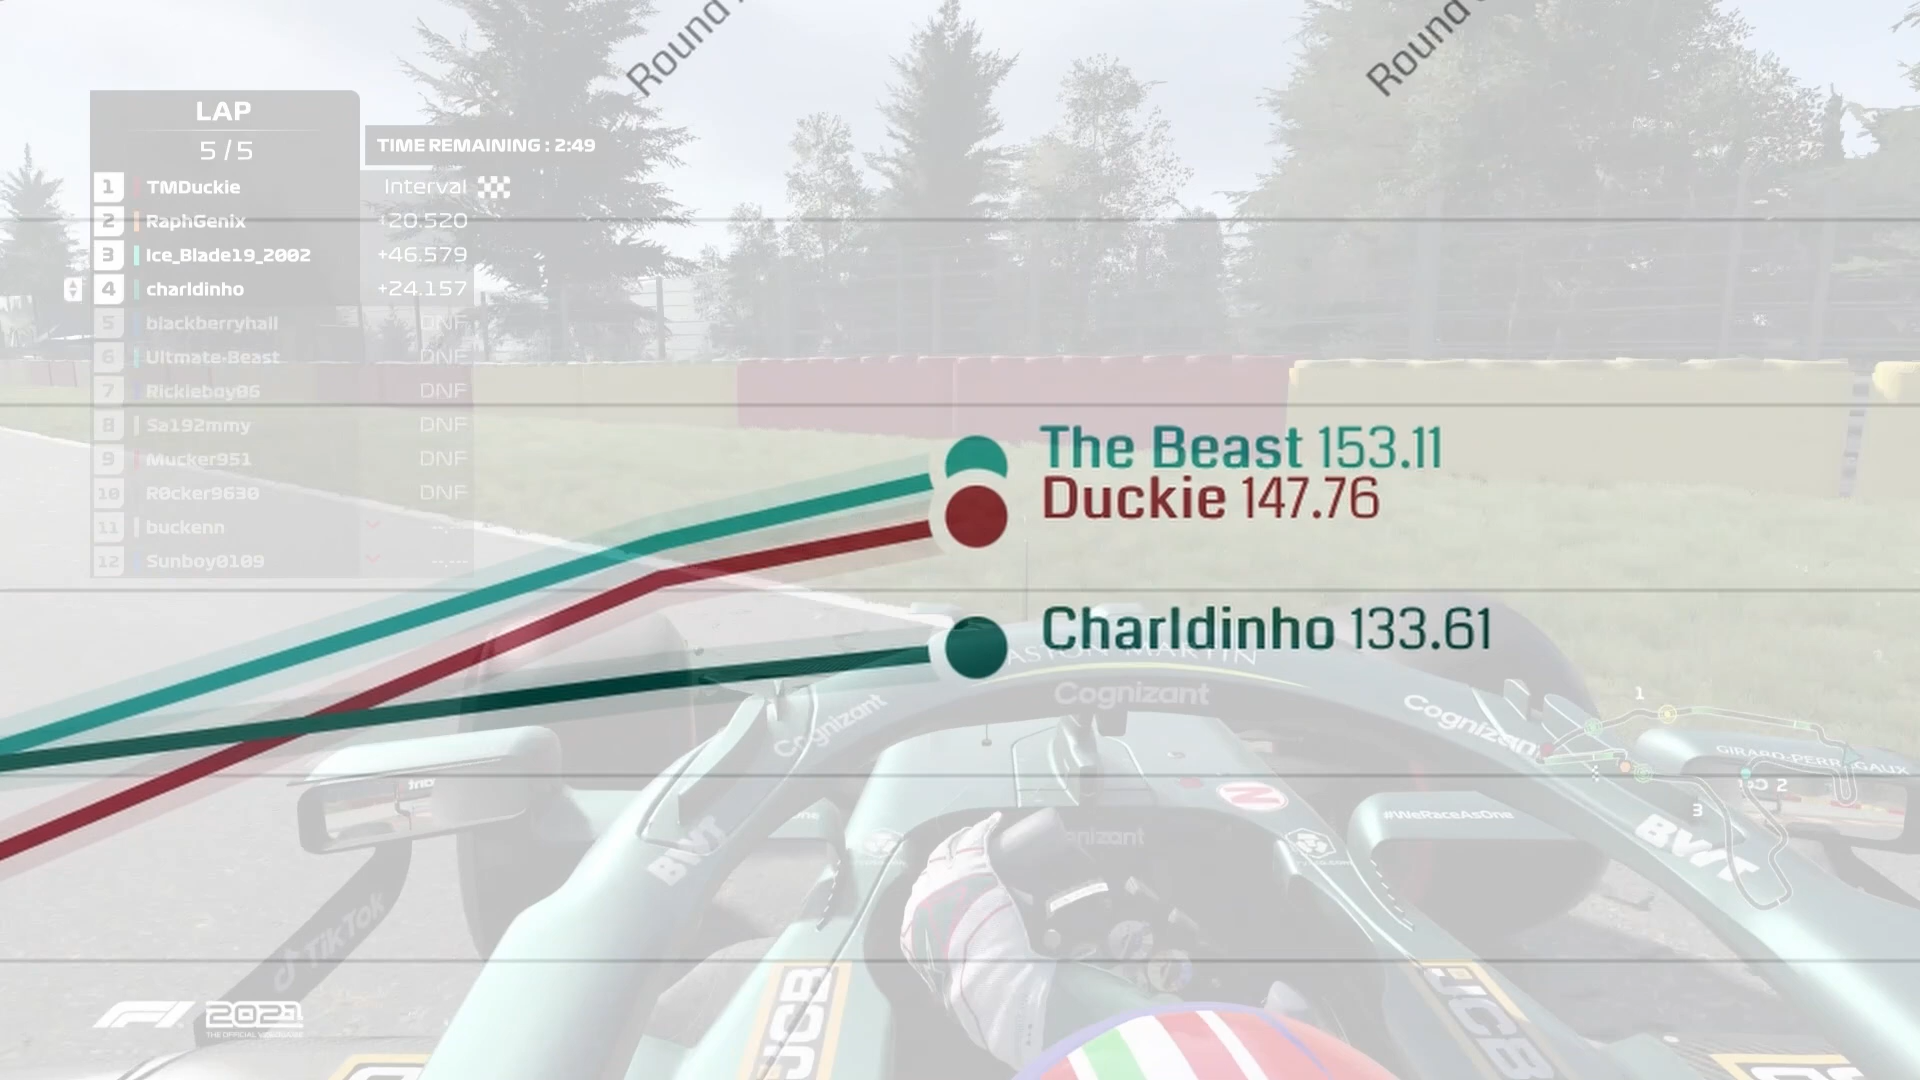 Round
Round
LAP
5 / 5
TIME REMAINING : 2:49
1 TMDuckie Interval
2 RaphGenix +20.520
3 Ice_Blade19_2002 +46.579
4 charldinho +24.157
5 blackberryhall DNF
6 Ultmate-Beast DNF
7 Rickieboy06 DNF
8 Sa192mmy DNF
9 Mucker951 DNF
10 R0cker9630 DNF
11 buckenn --.---
12 Sunboy0109 --.---
The Beast 153.11
Duckie 147.76
Charldinho 133.61
ASTON MARTIN
Cognizant
Cognizant
Cognizant
1
2
3
GIRARD-PERREGAUX
#WeRaceAsOne
BWT
BWT
TikTok
JCB
JCB
F1 2021
THE OFFICIAL VIDEOGAME